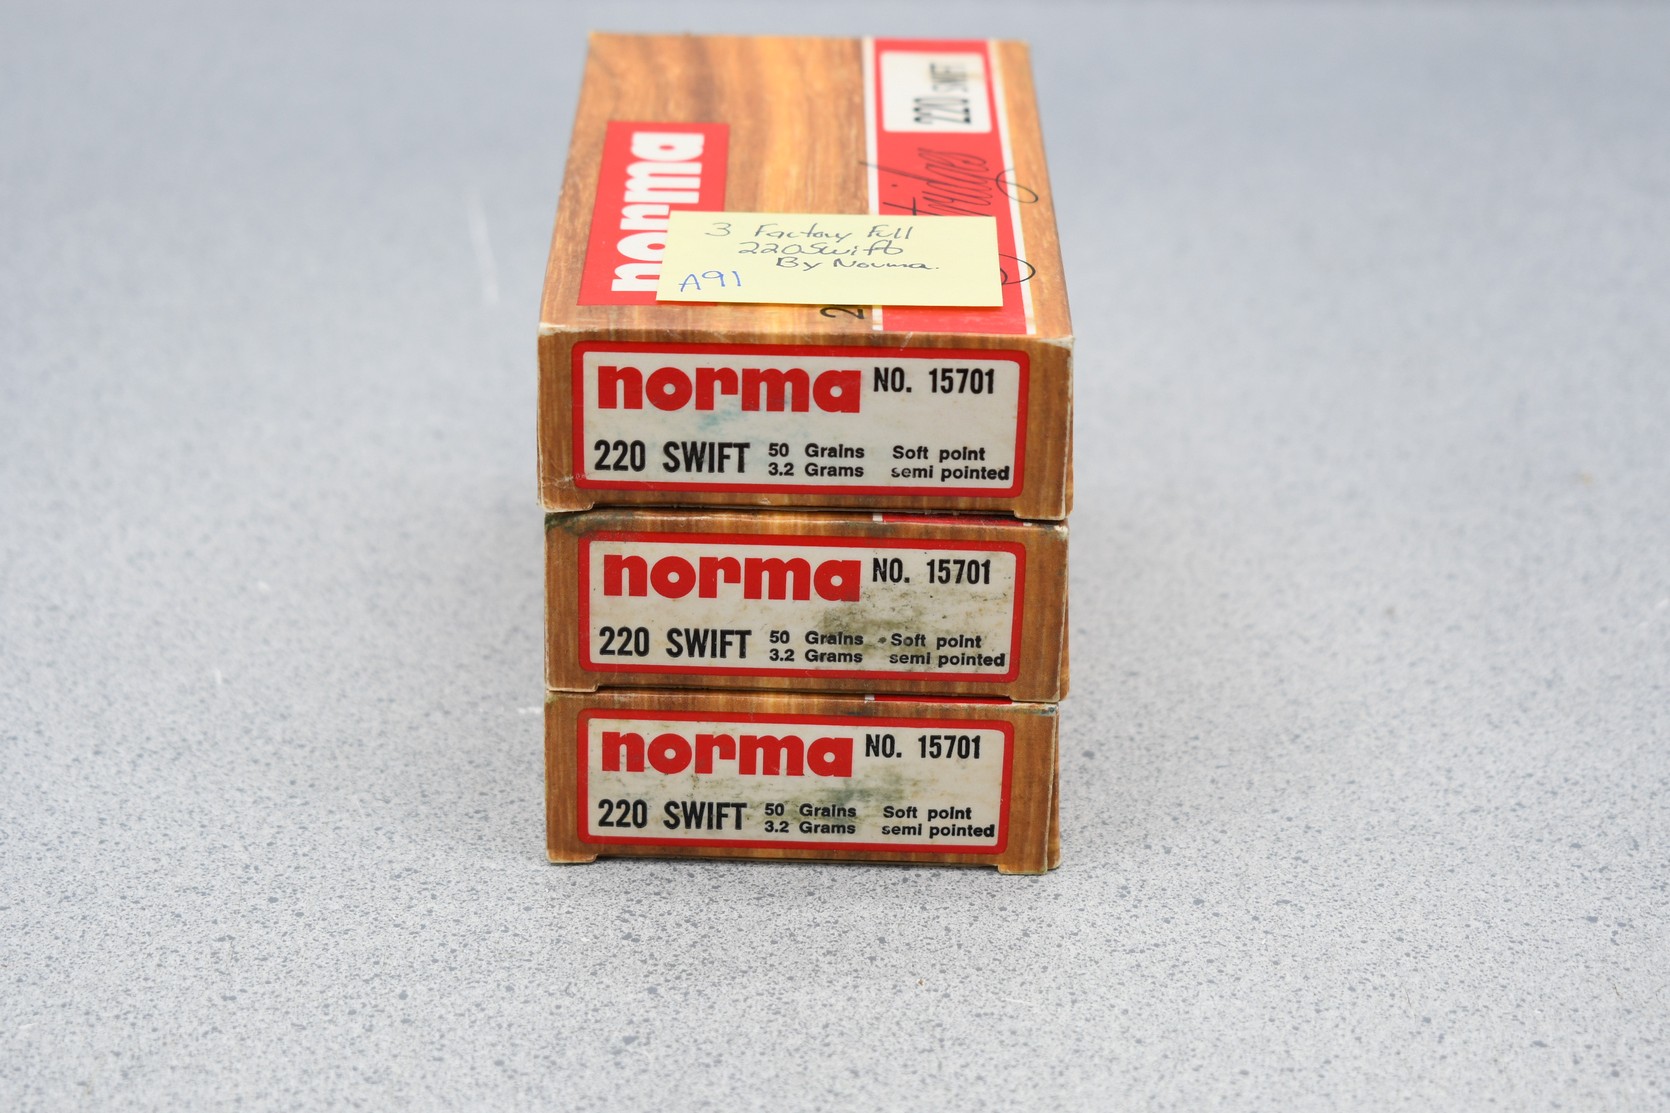 220 SWIFT
norma
3 Factory Full
220 Swift
By Norma.
A91
norma NO. 15701
220 SWIFT 50 Grains Soft point
3.2 Grams semi pointed
norma NO. 15701
220 SWIFT 50 Grains Soft point
3.2 Grams semi pointed
norma NO. 15701
220 SWIFT 50 Grains Soft point
3.2 Grams semi pointed